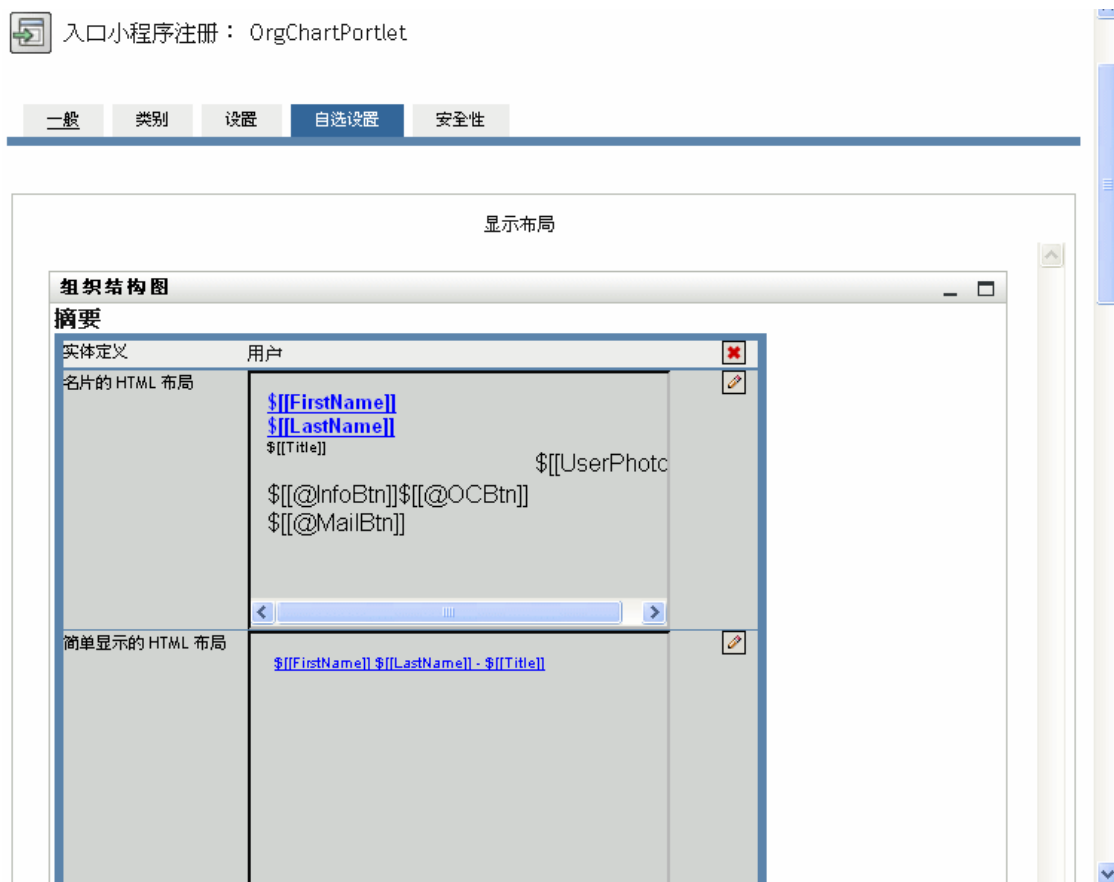 入口小程序注册： OrgChartPortlet
一般 类别 设置 自选设置 安全性
显示布局
组织结构图
摘要
实体定义 用户
名片的 HTML 布局
$[[FirstName]]
$[[LastName]]
$[[Title]]
$[[UserPhoto
$[[@InfoBtn]]$[[@OCBtn]]
$[[@MailBtn]]
简单显示的 HTML 布局
$[[FirstName]] $[[LastName]] - $[[Title]]